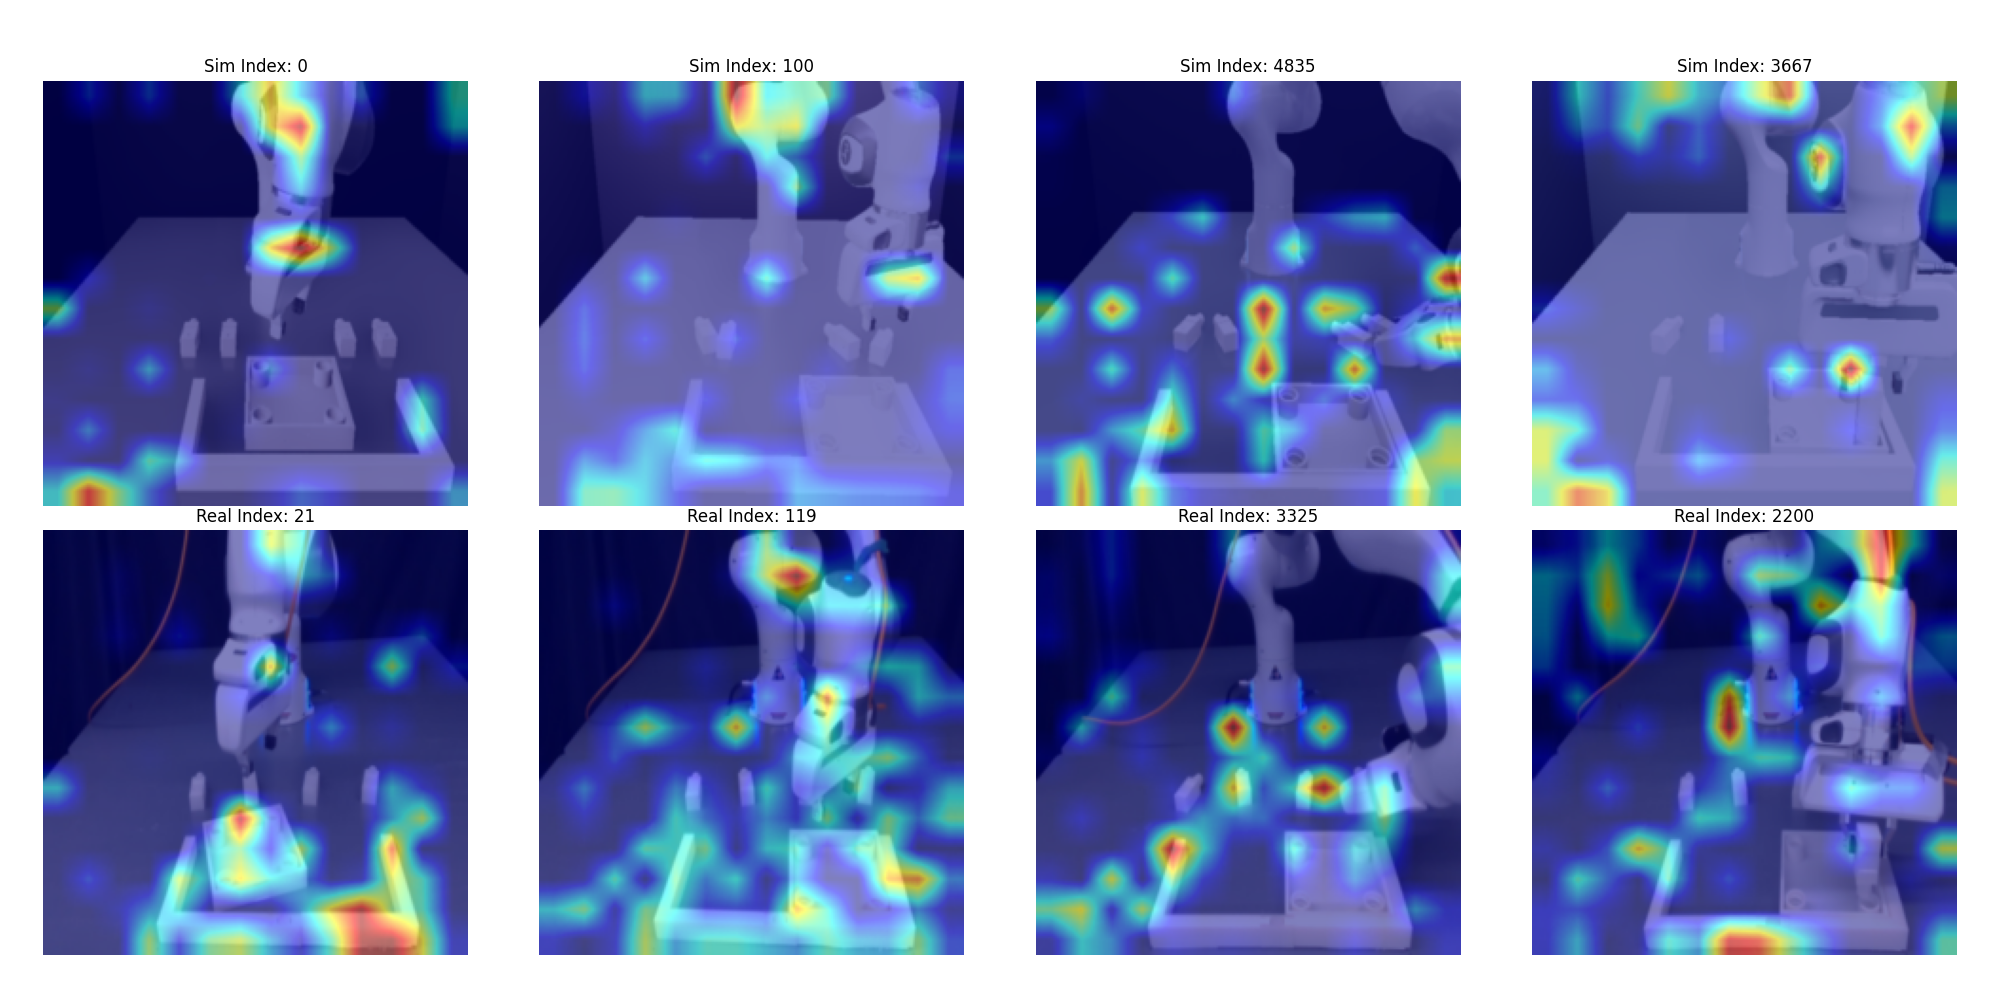 Sim Index: 0
Sim Index: 100
Sim Index: 4835
Sim Index: 3667
Real Index: 21
Real Index: 119
Real Index: 3325
Real Index: 2200